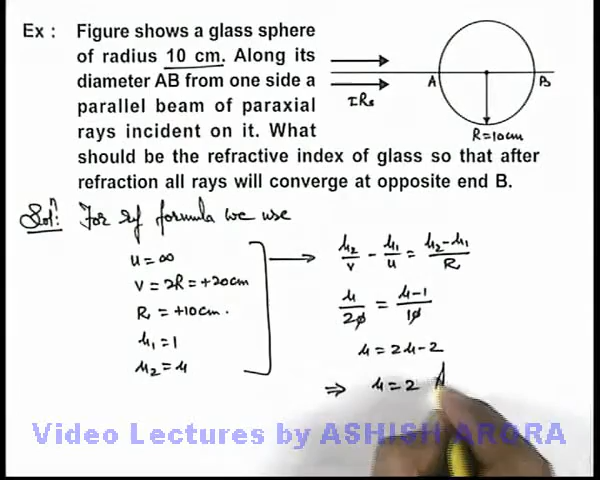 Ex : Figure shows a glass sphere
of radius 10 cm. Along its
diameter AB from one side a
parallel beam of paraxial
rays incident on it. What
should be the refractive index of glass so that after
refraction all rays will converge at opposite end B.
A
B
IRs
R=10cm
Solⁿ: For ref formula we use
u = ∞
v = 2R = +20cm
R = +10cm.
μ₁ = 1
μ₂ = μ
μ₂/v - μ₁/u = (μ₂-μ₁)/R
μ/20 = (μ-1)/10
μ = 2μ-2
⇒ μ = 2
Video Lectures by ASHISH ARORA